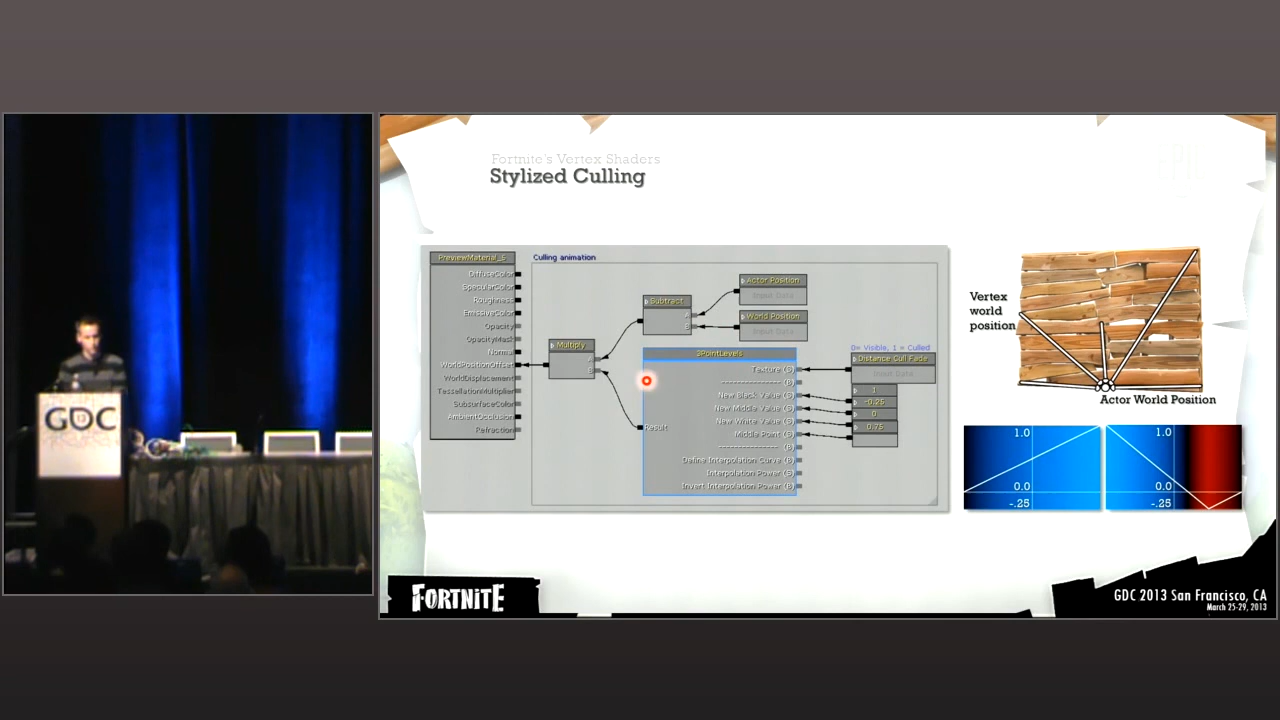 GDC
Fortnite's Vertex Shaders
Stylized Culling
PreviewMaterial_6
DiffuseColor
SpecularColor
Roughness
EmissiveColor
Opacity
OpacityMask
Normal
WorldPositionOffset
WorldDisplacement
TessellationMultiplier
SubsurfaceColor
AmbientOcclusion
Refraction
Culling animation
Multiply
A
B
Subtract
A
B
Actor Position
Input Data
World Position
Input Data
3PointLevels
Texture (S)
--------------- (B)
New Black Value (S)
New Middle Value (S)
New White Value (S)
Middle Point (S)
--------------- (B)
Define Interpolation Curve (B)
Interpolation Power (S)
Invert Interpolation Power (B)
Result
0= Visible, 1 = Culled
Distance Cull Fade
Input Data
1
-0.25
0
0.75
Vertex
world
position
Actor World Position
1.0
0.0
-.25
1.0
0.0
-.25
FORTNITE
GDC 2013 San Francisco, CA
March 25-29, 2013